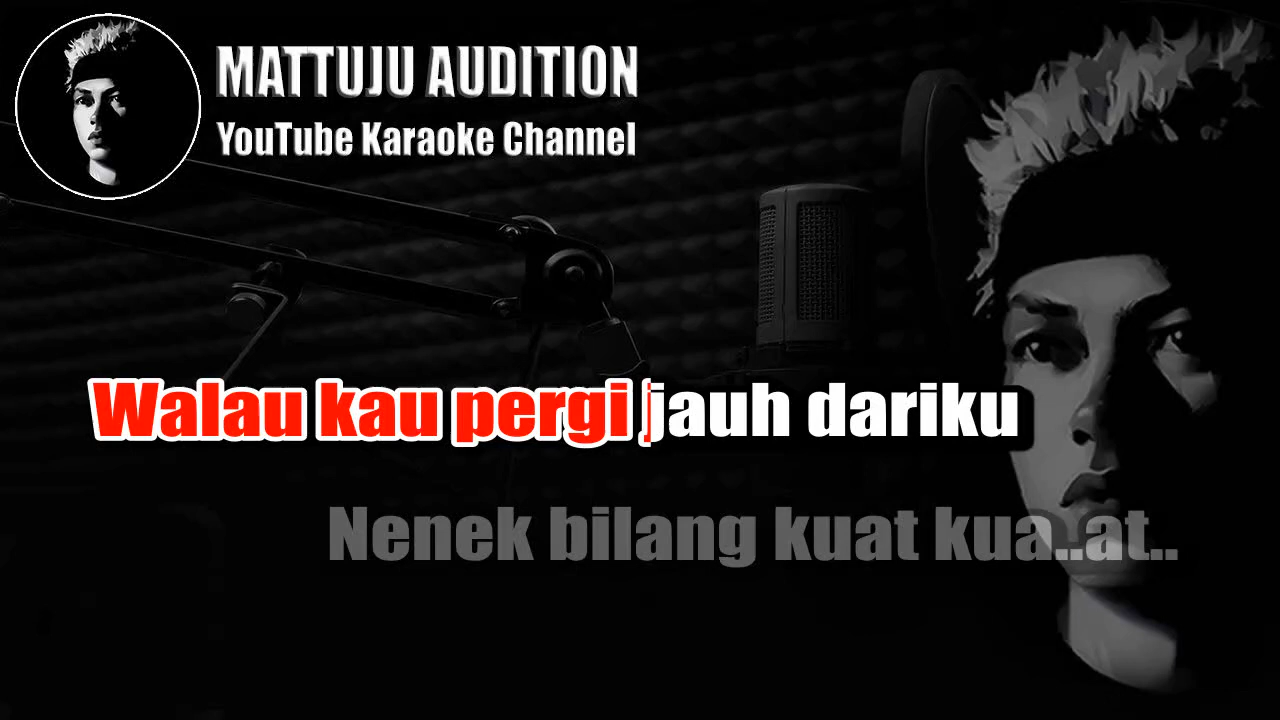 MATTUJU AUDITION
YouTube Karaoke Channel
Walau kau pergi jauh dariku
Nenek bilang kuat kua..at..